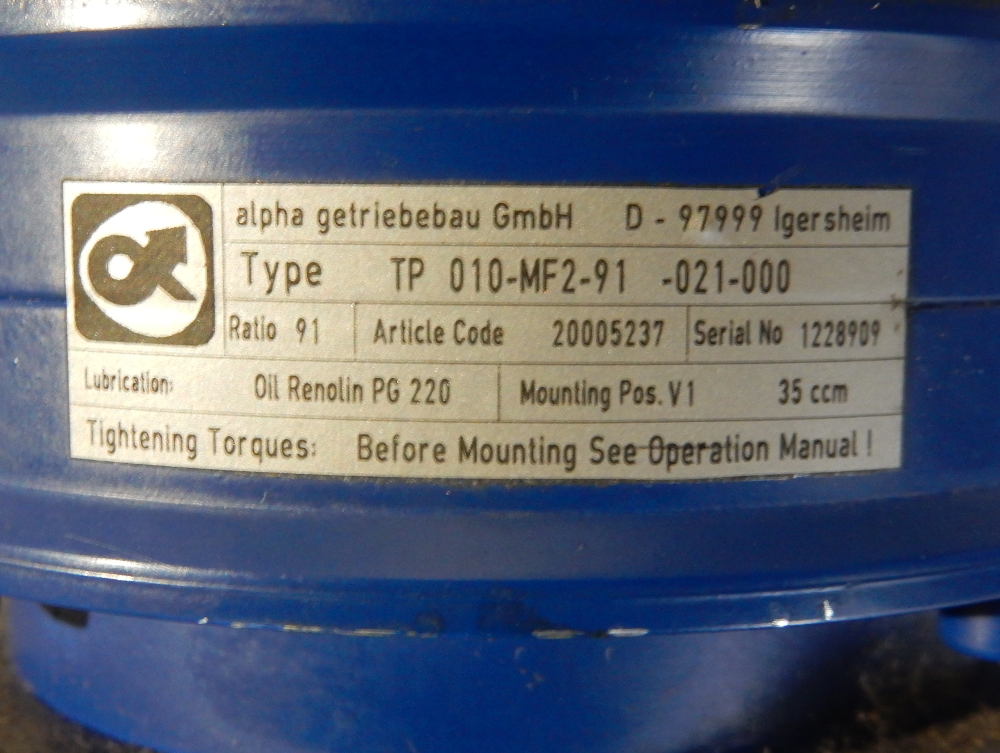 alpha getriebebau GmbH D - 97999 Igersheim
Type TP 010-MF2-91 -021-000
Ratio 91 Article Code 20005237 Serial No 1228909
Lubrication: Oil Renolin PG 220 Mounting Pos. V1 35 ccm
Tightening Torques: Before Mounting See Operation Manual !